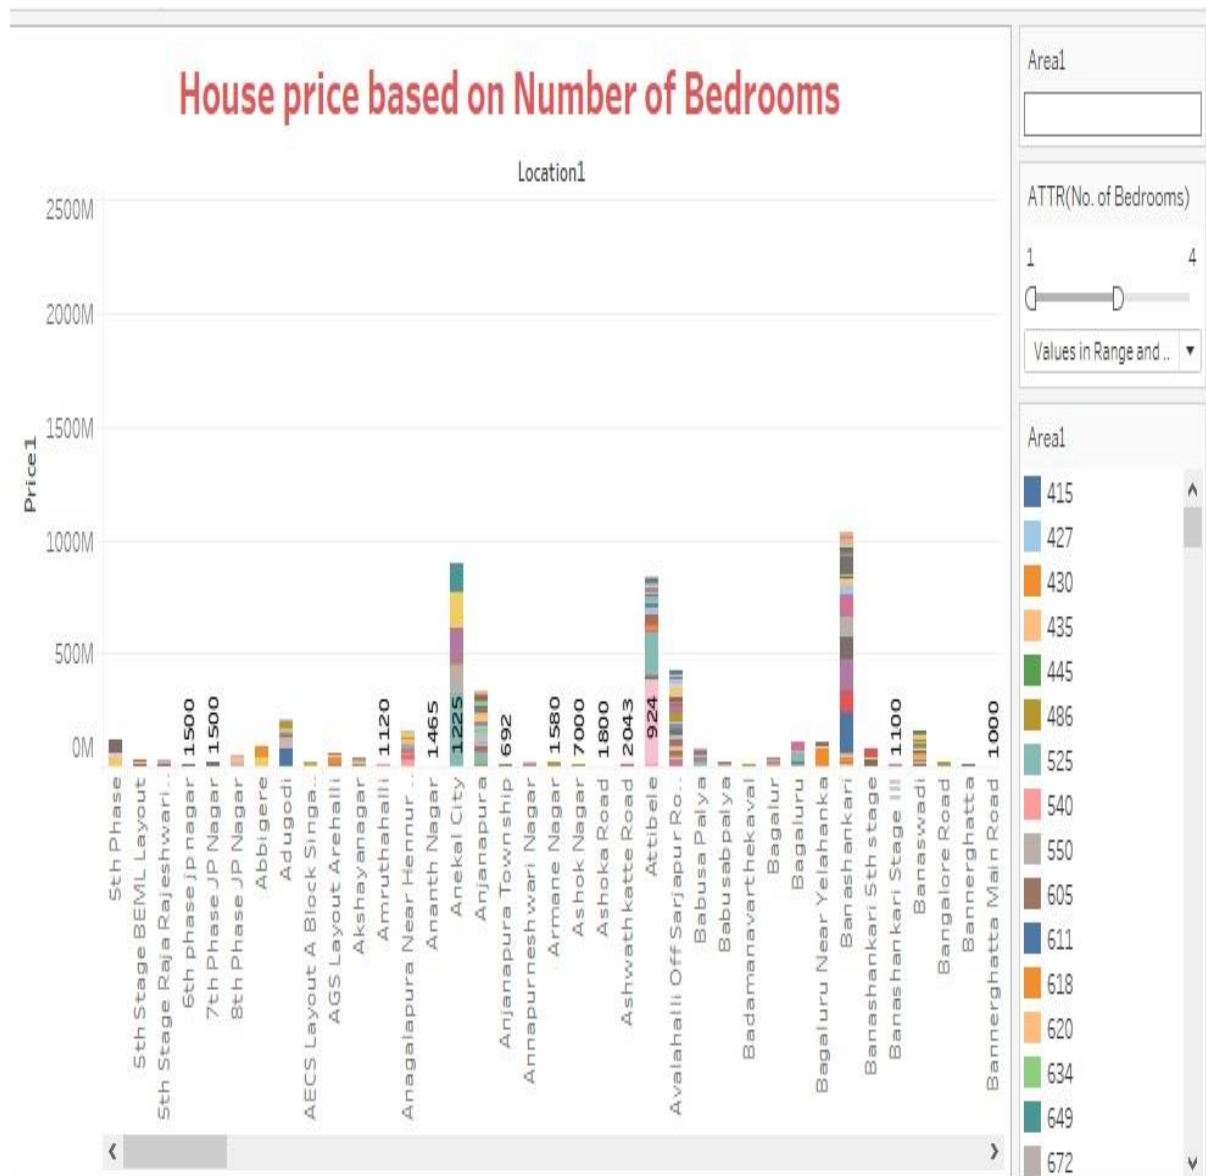 House price based on Number of Bedrooms
Location1
Price1
2500M
2000M
1500M
1000M
500M
0M
1500
1500
1120
1465
1225
692
1580
7000
1800
2043
924
1100
1000
5th Phase
5th Stage BEML Layout
5th Stage Raja Rajeshwari..
6th phase jp nagar
7th Phase JP Nagar
8th Phase JP Nagar
Abbigere
Adugodi
AECS Layout A Block Singa..
AGS Layout Arehalli
Akshayanagar
Amruthahalli
Anagalapura Near Hennur ..
Ananth Nagar
Anekal City
Anjanapura
Anjanapura Township
Annapurneshwari Nagar
Armane Nagar
Ashok Nagar
Ashoka Road
Ashwathkatte Road
Attibele
Avalahalli Off Sarjapur Ro..
Babusa Palya
Babusabpalya
Badamanavarthekaval
Bagalur
Bagaluru
Bagaluru Near Yelahanka
Banashankari
Banashankari 5th stage
Banashankari Stage III
Banaswadi
Bangalore Road
Bannerghatta
Bannerghatta Main Road
Area1
ATTR(No. of Bedrooms)
1 4
Values in Range and ..
Area1
415
427
430
435
445
486
525
540
550
605
611
618
620
634
649
672